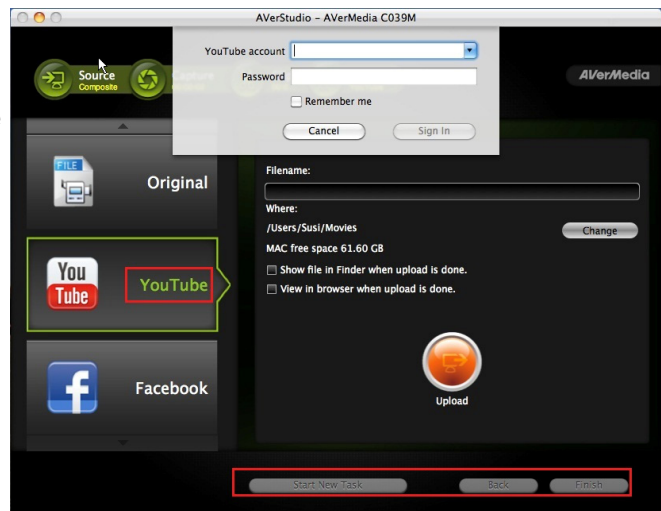 AVerStudio – AVerMedia C039M
YouTube account
Password
Remember me
Cancel
Sign In
Source
Composite
Capture
AVerMedia
FILE
Original
You
Tube
YouTube
Facebook
Filename:
Where:
/Users/Susi/Movies
Change
MAC free space 61.60 GB
Show file in Finder when upload is done.
View in browser when upload is done.
Upload
Start New Task
Back
Finish